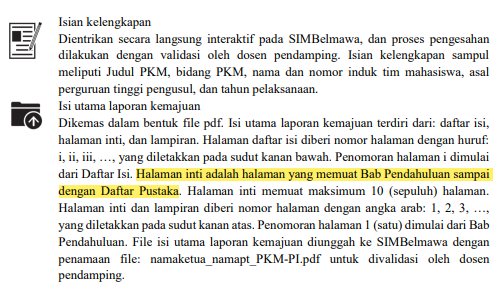 Isian kelengkapan
Dientrikan secara langsung interaktif pada SIMBelmawa, dan proses pengesahan
dilakukan dengan validasi oleh dosen pendamping. Isian kelengkapan sampul
meliputi Judul PKM, bidang PKM, nama dan nomor induk tim mahasiswa, asal
perguruan tinggi pengusul, dan tahun pelaksanaan.
Isi utama laporan kemajuan
Dikemas dalam bentuk file pdf. Isi utama laporan kemajuan terdiri dari: daftar isi,
halaman inti, dan lampiran. Halaman daftar isi diberi nomor halaman dengan huruf:
i, ii, iii, …, yang diletakkan pada sudut kanan bawah. Penomoran halaman i dimulai
dari Daftar Isi. Halaman inti adalah halaman yang memuat Bab Pendahuluan sampai
dengan Daftar Pustaka. Halaman inti memuat maksimum 10 (sepuluh) halaman.
Halaman inti dan lampiran diberi nomor halaman dengan angka arab: 1, 2, 3, …,
yang diletakkan pada sudut kanan atas. Penomoran halaman 1 (satu) dimulai dari Bab
Pendahuluan. File isi utama laporan kemajuan diunggah ke SIMBelmawa dengan
penamaan file: namaketua_namapt_PKM-PI.pdf untuk divalidasi oleh dosen
pendamping.